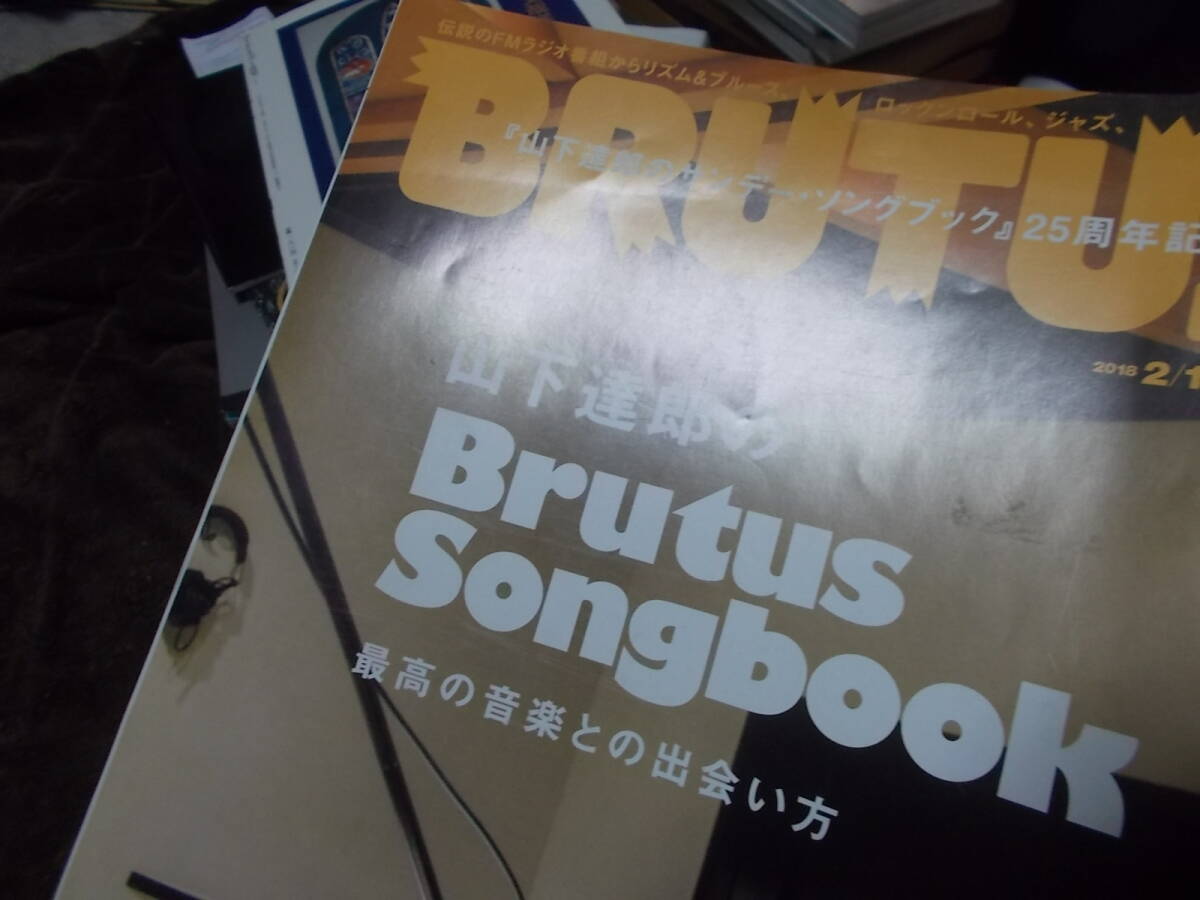 伝説のFMラジオ番組からリズム&ブルース、ロックンロール、ジャズ、
BRUTU
『山下達郎のサンデー・ソングブック』25周年記
2018 2/1
山下達郎の
Brutus
Songbook
最高の音楽との出会い方